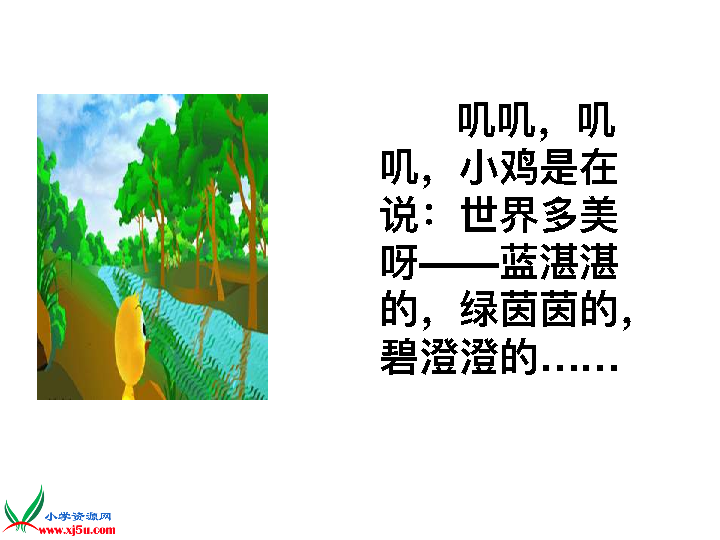 叽叽，叽
叽，小鸡是在
说：世界多美
呀——蓝湛湛
的，绿茵茵的，
碧澄澄的……
小学资源网
www.xj5u.com